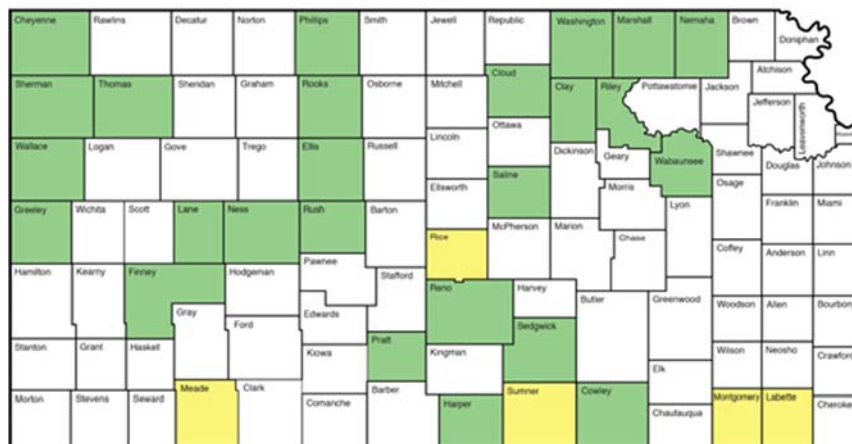 Cheyenne Rawlins Decatur Norton Phillips Smith Jewell Republic Washington Marshall Nemaha Brown Doniphan
Atchison
Sherman Thomas Sheridan Graham Rooks Osborne Mitchell Cloud Clay Riley Pottawatomie Jackson Jefferson Leavenworth
Lincoln Ottawa
Wallace Logan Gove Trego Ellis Russell Dickinson Geary Wabaunsee Shawnee Douglas Johnson
Ellsworth Saline Morris Osage
Greeley Wichita Scott Lane Ness Rush Barton Lyon Franklin Miami
Rice McPherson Marion Chase
Coffey Anderson Linn
Hamilton Kearny Finney Hodgeman Pawnee Stafford
Reno Harvey Butler Greenwood
Gray Ford Edwards Woodson Allen Bourbon
Sedgwick
Stanton Grant Haskell Kiowa Pratt Kingman Elk Wilson Neosho Crawford
Morton Stevens Seward Meade Clark Comanche Barber Harper Sumner Cowley Chautauqua Montgomery Labette Cheroke